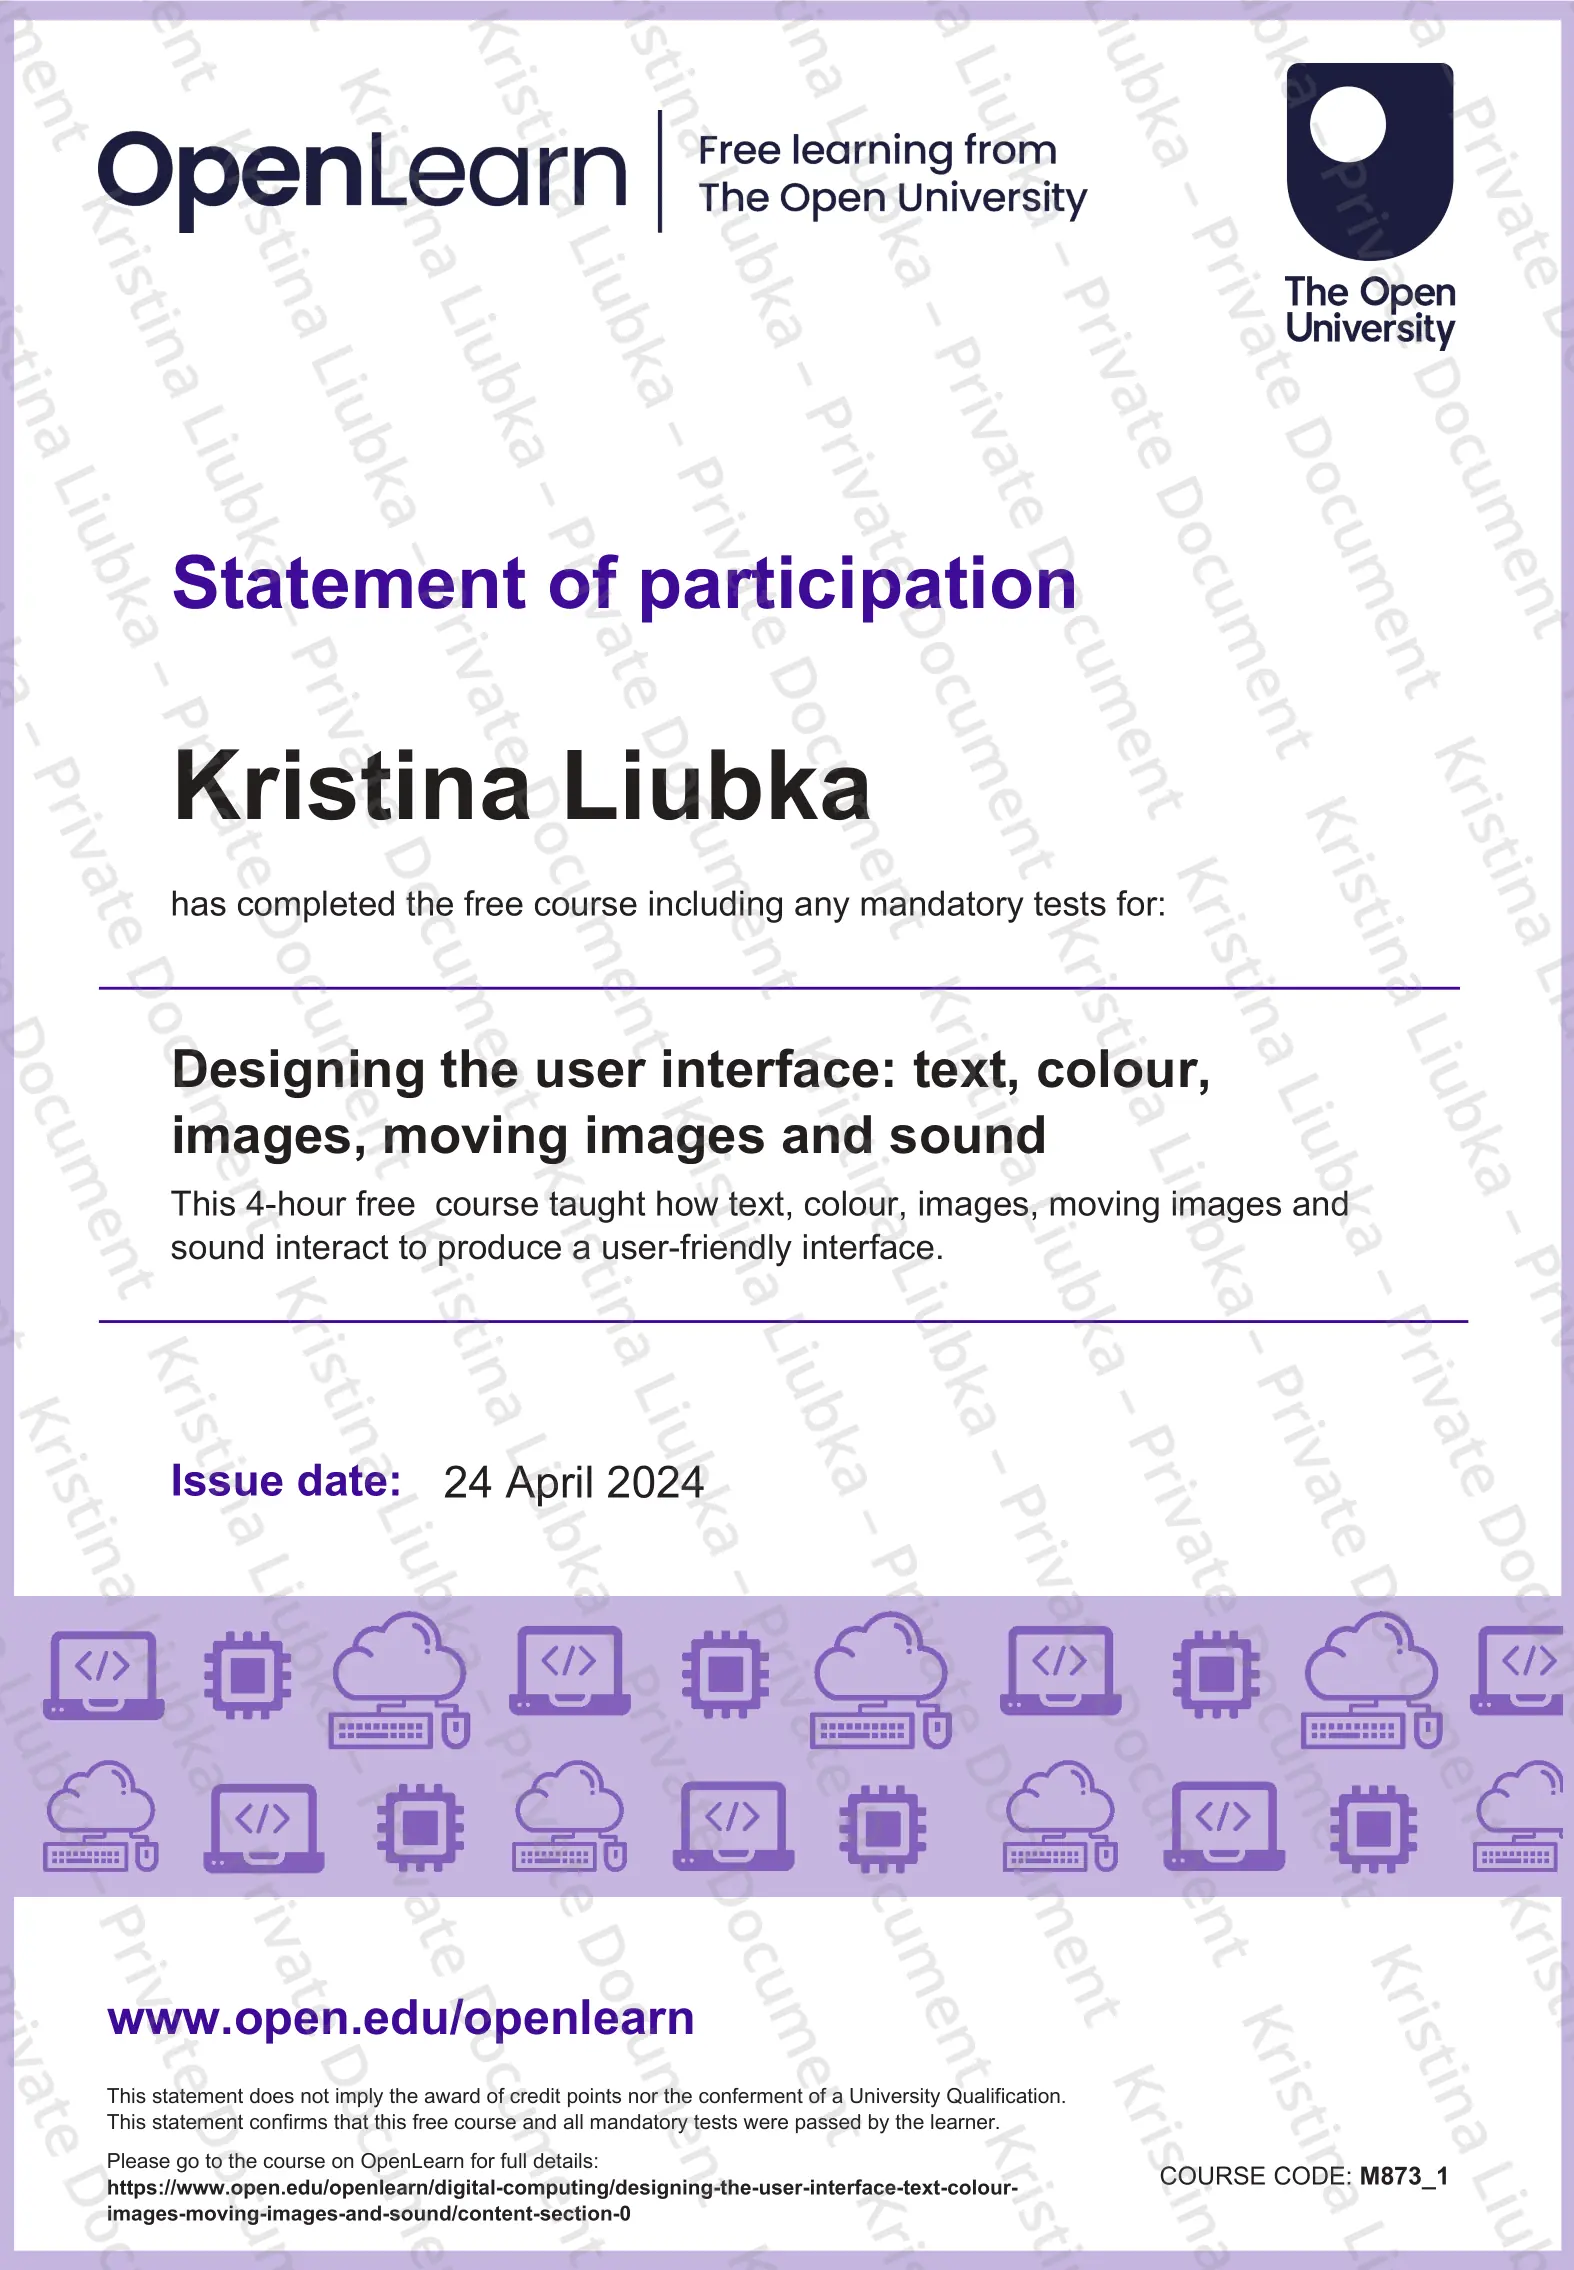 OpenLearn
Free learning from
The Open University
The Open
University
Statement of participation
Kristina Liubka
has completed the free course including any mandatory tests for:
Designing the user interface: text, colour,
images, moving images and sound
This 4-hour free  course taught how text, colour, images, moving images and
sound interact to produce a user-friendly interface.
Issue date: 24 April 2024
www.open.edu/openlearn
This statement does not imply the award of credit points nor the conferment of a University Qualification.
This statement confirms that this free course and all mandatory tests were passed by the learner.
Please go to the course on OpenLearn for full details:
https://www.open.edu/openlearn/digital-computing/designing-the-user-interface-text-colour-
images-moving-images-and-sound/content-section-0
COURSE CODE: M873_1
Kristina Liubka – Private Document